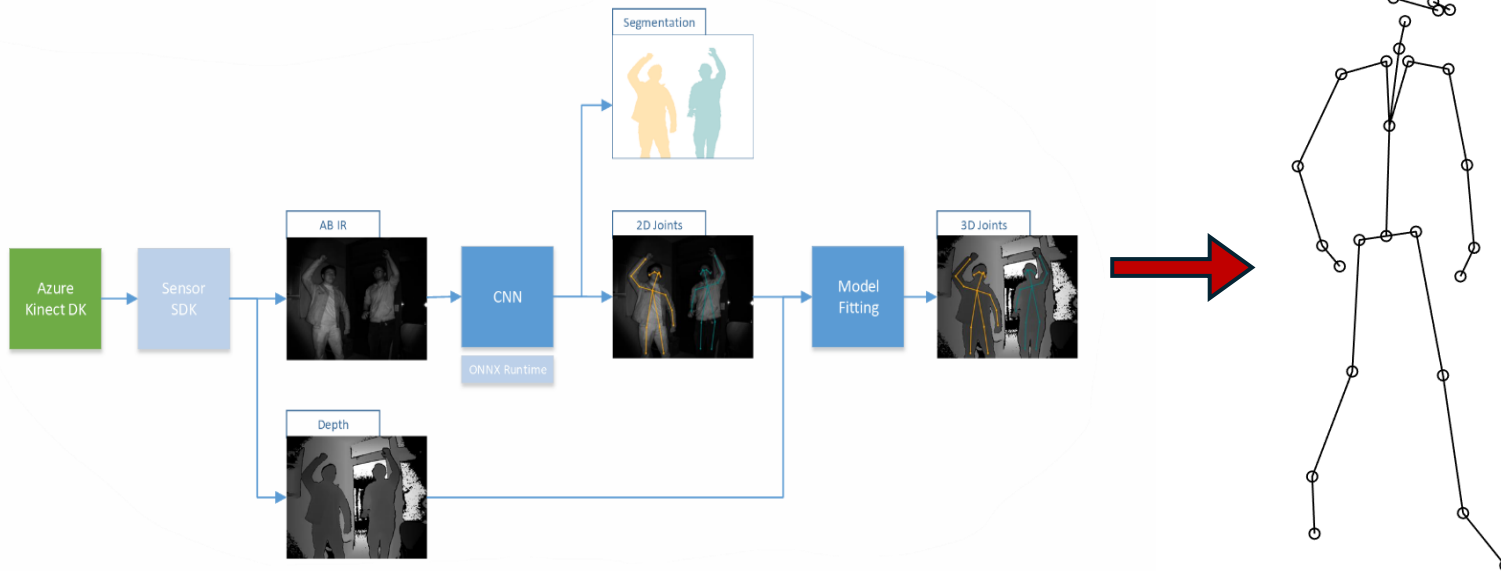 Segmentation
AB IR
2D Joints
3D Joints
Azure
Kinect DK
Sensor
SDK
CNN
Model
Fitting
ONNX Runtime
Depth